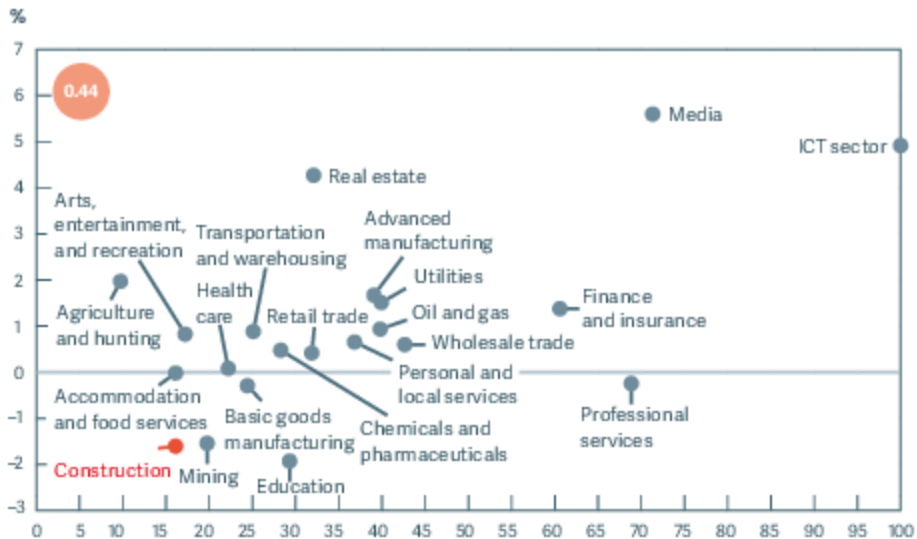 %
7
6
5
4
3
2
1
0
–1
–2
–3
0.44
Media
ICT sector
Real estate
Arts,
entertainment,
and recreation
Transportation
and warehousing
Advanced
manufacturing
Utilities
Health
care
Agriculture
and hunting
Retail trade
Oil and gas
Finance
and insurance
Wholesale trade
Personal and
local services
Accommodation
and food services
Basic goods
manufacturing
Chemicals and
pharmaceuticals
Professional
services
Construction
Mining
Education
0 5 10 15 20 25 30 35 40 45 50 55 60 65 70 75 80 85 90 95 100